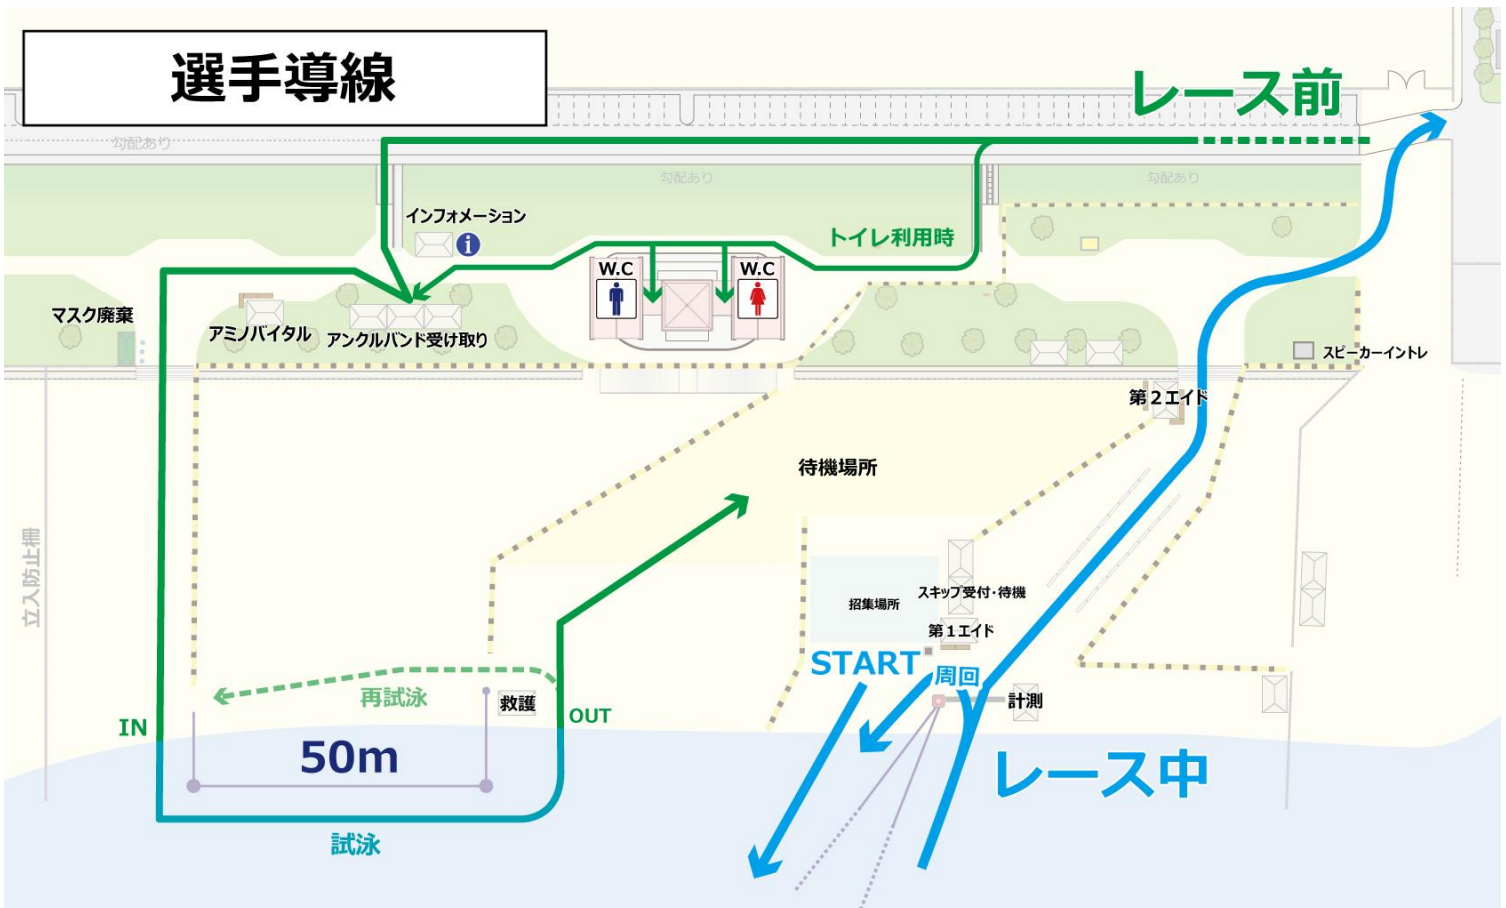 選手導線
レース前
勾配あり
勾配あり
勾配あり
インフォメーション
i
トイレ利用時
W.C
W.C
マスク廃棄
アミノバイタル
アンクルバンド受け取り
スピーカーイントレ
第２エイド
待機場所
立入防止柵
招集場所
スキップ受付・待機
第１エイド
START
周回
計測
再試泳
救護
IN
OUT
50m
レース中
試泳